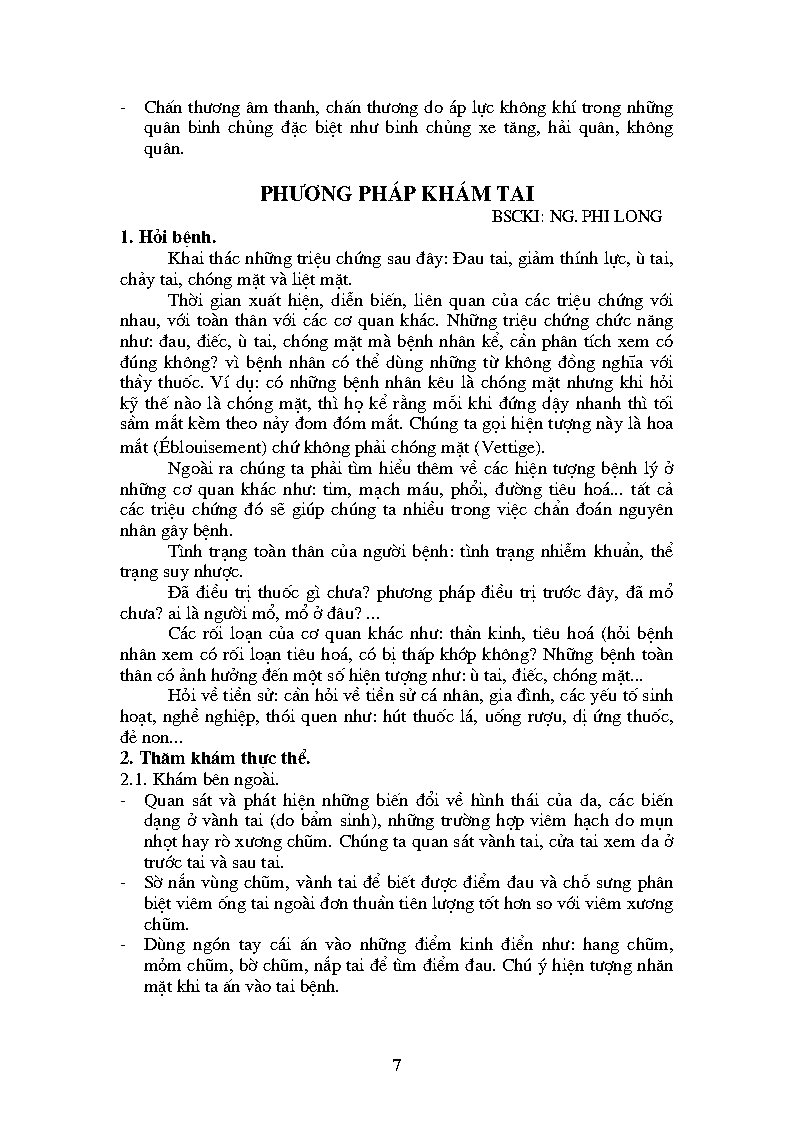 - Chấn thương âm thanh, chấn thương do áp lực không khí trong những
quân binh chủng đặc biệt như binh chủng xe tăng, hải quân, không
quân.
PHƯƠNG PHÁP KHÁM TAI
BSCKI: NG. PHI LONG
1. Hỏi bệnh.
Khai thác những triệu chứng sau đây: Đau tai, giảm thính lực, ù tai,
chảy tai, chóng mặt và liệt mặt.
Thời gian xuất hiện, diễn biến, liên quan của các triệu chứng với
nhau, với toàn thân với các cơ quan khác. Những triệu chứng chức năng
như: đau, điếc, ù tai, chóng mặt mà bệnh nhân kể, cần phân tích xem có
đúng không? vì bệnh nhân có thể dùng những từ không đồng nghĩa với
thầy thuốc. Ví dụ: có những bệnh nhân kêu là chóng mặt nhưng khi hỏi
kỹ thế nào là chóng mặt, thì họ kể rằng mỗi khi đứng dậy nhanh thì tối
sầm mắt kèm theo nảy đom đóm mắt. Chúng ta gọi hiện tượng này là hoa
mắt (Éblouisement) chứ không phải chóng mặt (Vettige).
Ngoài ra chúng ta phải tìm hiểu thêm về các hiện tượng bệnh lý ở
những cơ quan khác như: tim, mạch máu, phổi, đường tiêu hoá... tất cả
các triệu chứng đó sẽ giúp chúng ta nhiều trong việc chẩn đoán nguyên
nhân gây bệnh.
Tình trạng toàn thân của người bệnh: tình trạng nhiễm khuẩn, thể
trạng suy nhược.
Đã điều trị thuốc gì chưa? phương pháp điều trị trước đây, đã mổ
chưa? ai là người mổ, mổ ở đâu? ...
Các rối loạn của cơ quan khác như: thần kinh, tiêu hoá (hỏi bệnh
nhân xem có rối loạn tiêu hoá, có bị thấp khớp không? Những bệnh toàn
thân có ảnh hưởng đến một số hiện tượng như: ù tai, điếc, chóng mặt...
Hỏi về tiền sử: cần hỏi về tiền sử cá nhân, gia đình, các yếu tố sinh
hoạt, nghề nghiệp, thói quen như: hút thuốc lá, uống rượu, dị ứng thuốc,
đẻ non...
2. Thăm khám thực thể.
2.1. Khám bên ngoài.
- Quan sát và phát hiện những biến đổi về hình thái của da, các biến
dạng ở vành tai (do bẩm sinh), những trường hợp viêm hạch do mụn
nhọt hay rò xương chũm. Chúng ta quan sát vành tai, cửa tai xem da ở
trước tai và sau tai.
- Sờ nắn vùng chũm, vành tai để biết được điểm đau và chỗ sưng phân
biệt viêm ống tai ngoài đơn thuần tiên lượng tốt hơn so với viêm xương
chũm.
- Dùng ngón tay cái ấn vào những điểm kinh điển như: hang chũm,
mỏm chũm, bờ chũm, nắp tai để tìm điểm đau. Chú ý hiện tượng nhăn
mặt khi ta ấn vào tai bệnh.
7